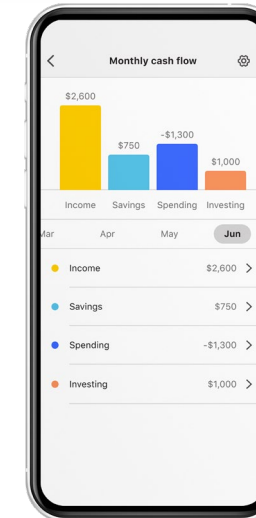 Monthly cash flow
$2,600
$750
-$1,300
$1,000
Income Savings Spending Investing
Mar Apr May Jun
Income $2,600
Savings $750
Spending -$1,300
Investing $1,000